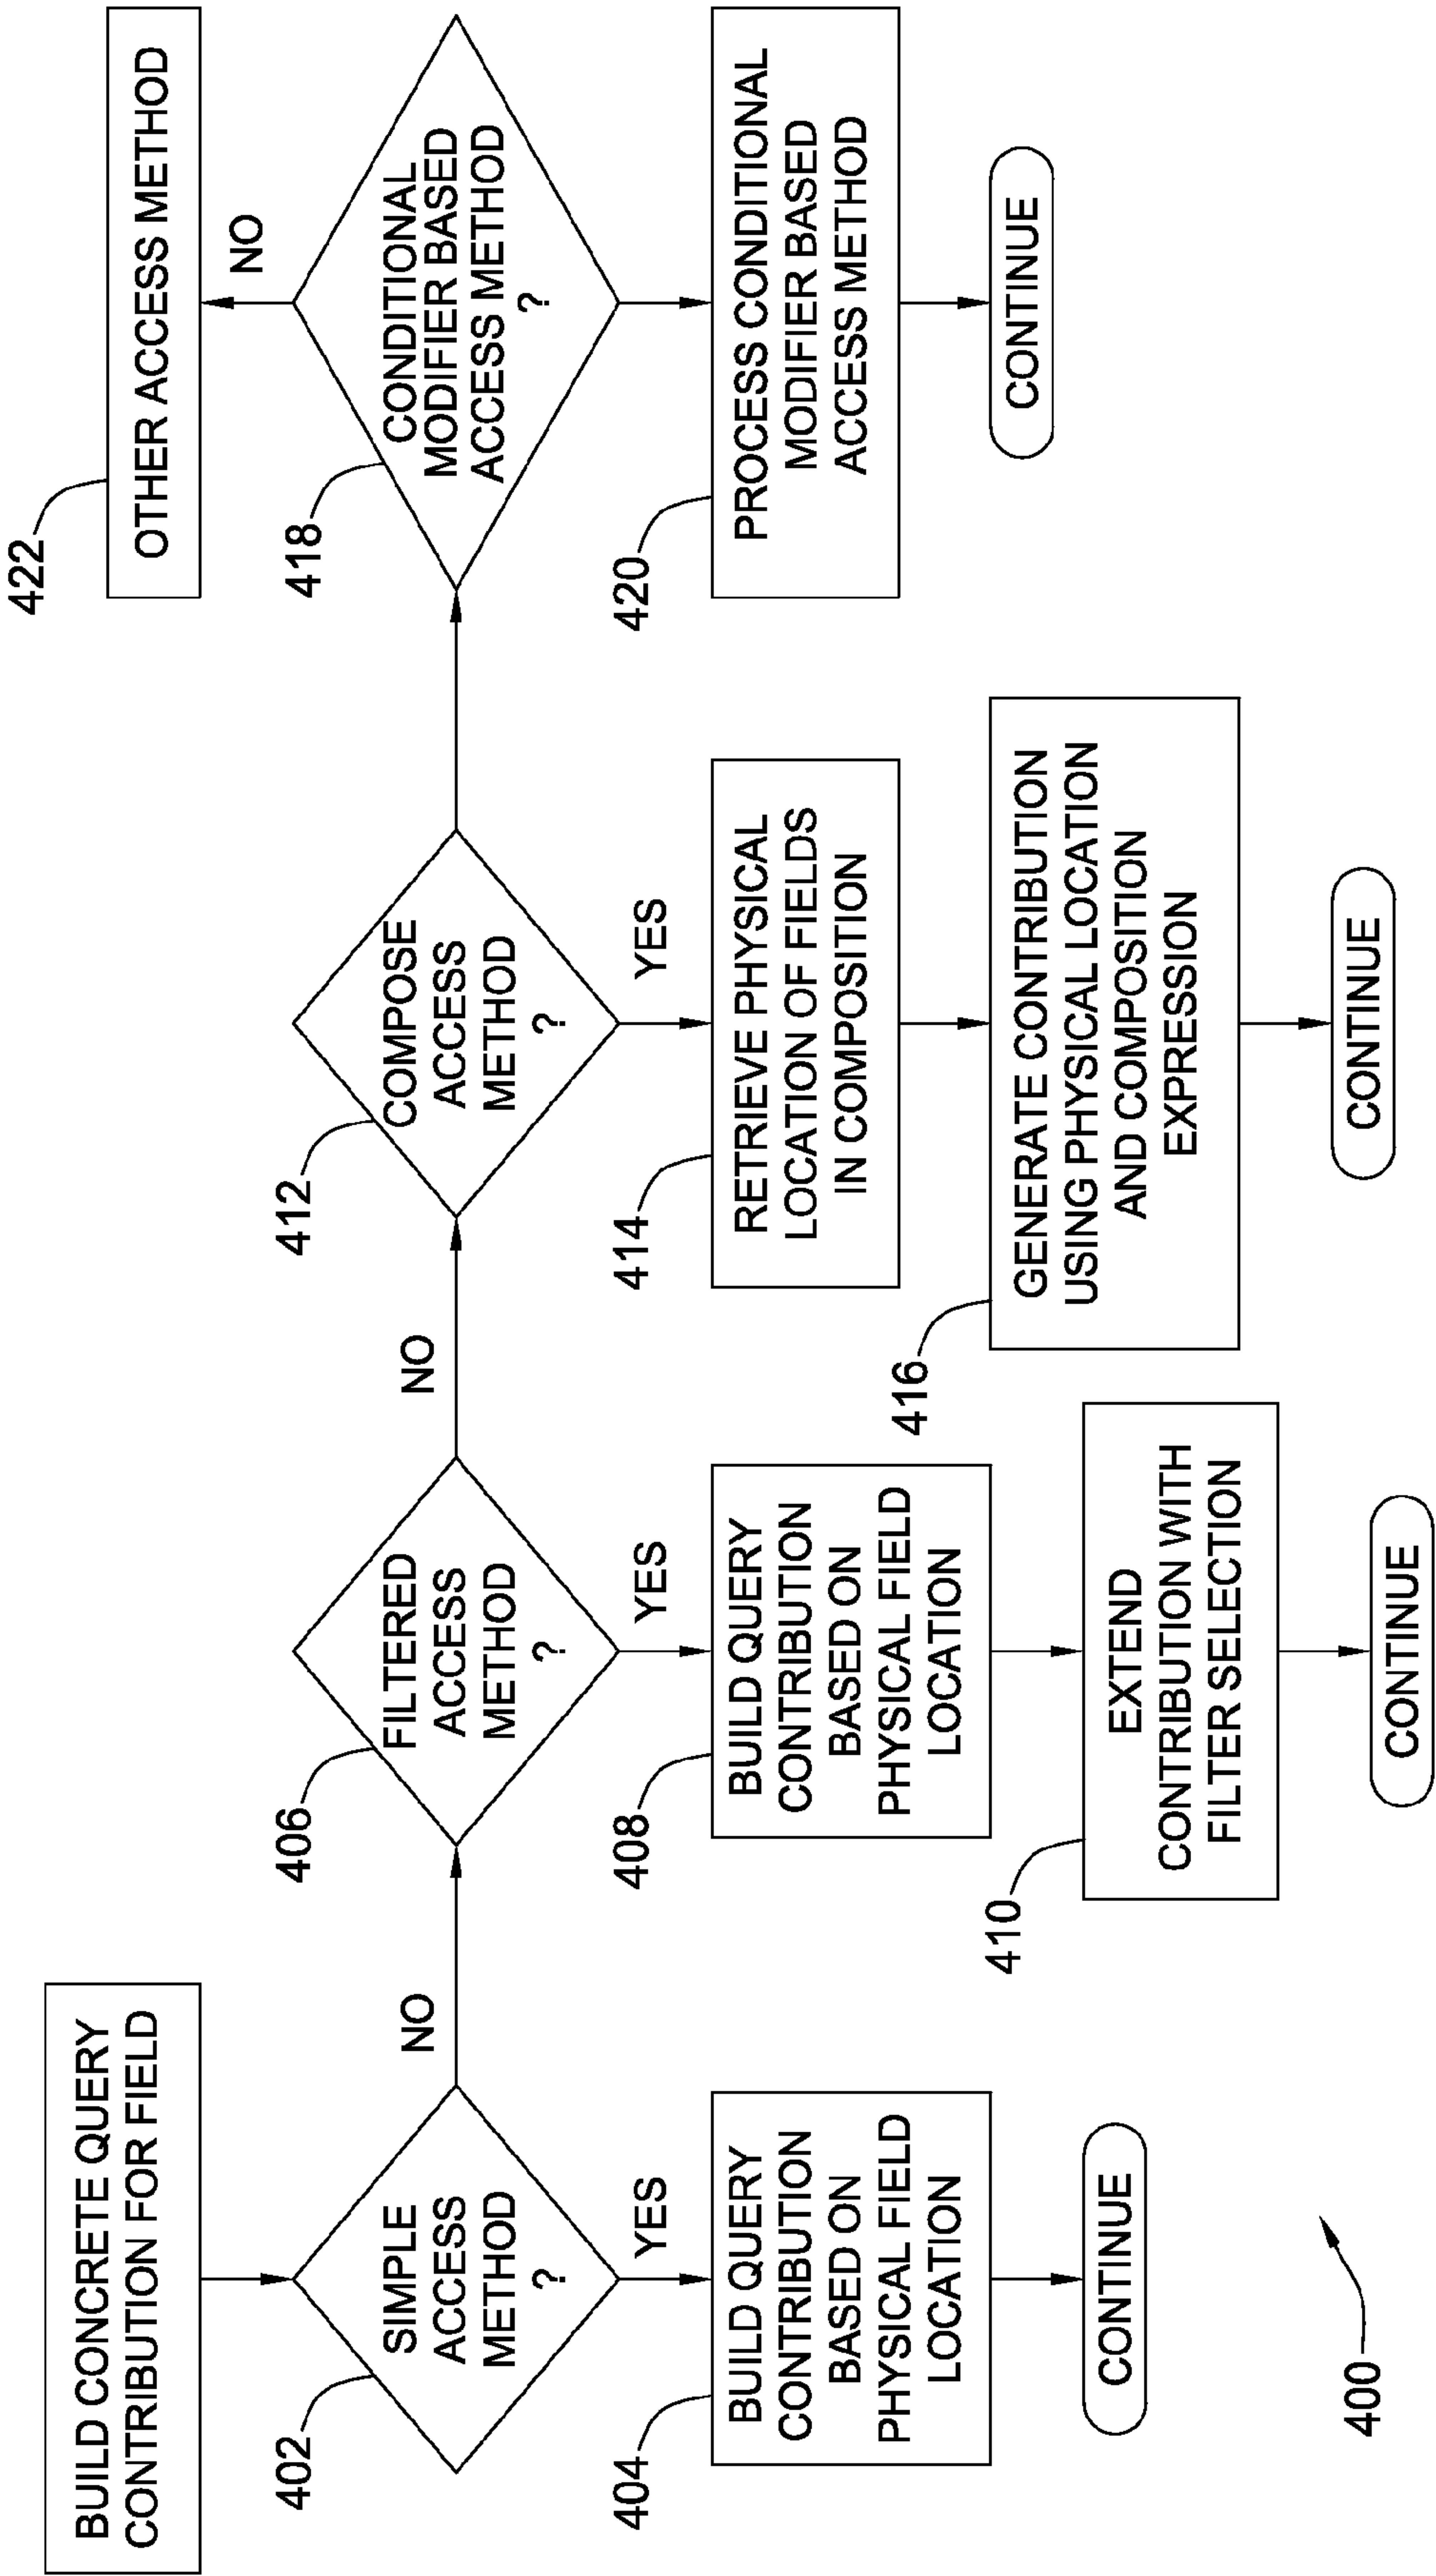 BUILD CONCRETE QUERY
CONTRIBUTION FOR FIELD
402
SIMPLE
ACCESS
METHOD
?
NO
YES
404
BUILD QUERY
CONTRIBUTION
BASED ON
PHYSICAL FIELD
LOCATION
CONTINUE
406
FILTERED
ACCESS
METHOD
?
NO
YES
408
BUILD QUERY
CONTRIBUTION
BASED ON
PHYSICAL FIELD
LOCATION
410
EXTEND
CONTRIBUTION WITH
FILTER SELECTION
CONTINUE
412
COMPOSE
ACCESS
METHOD
?
YES
414
RETRIEVE PHYSICAL
LOCATION OF FIELDS
IN COMPOSITION
416
GENERATE CONTRIBUTION
USING PHYSICAL LOCATION
AND COMPOSITION
EXPRESSION
CONTINUE
418
CONDITIONAL
MODIFIER BASED
ACCESS METHOD
?
NO
422
OTHER ACCESS METHOD
420
PROCESS CONDITIONAL
MODIFIER BASED
ACCESS METHOD
CONTINUE
400